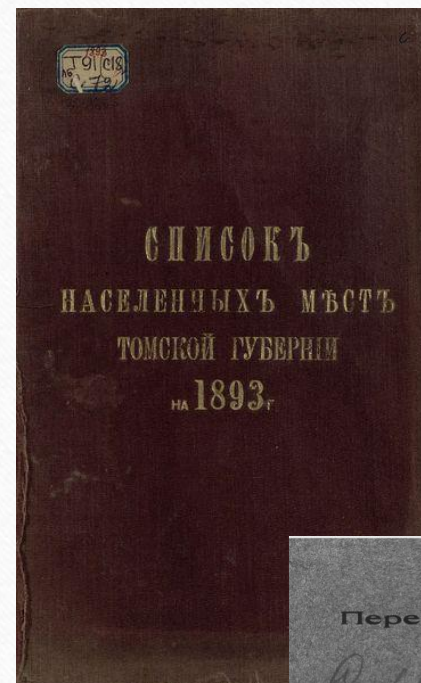 СПИСОКЪ
НАСЕЛЕННЫХЪ МѢСТЪ
ТОМСКОЙ ГУБЕРНІИ
НА 1893 г
Пере